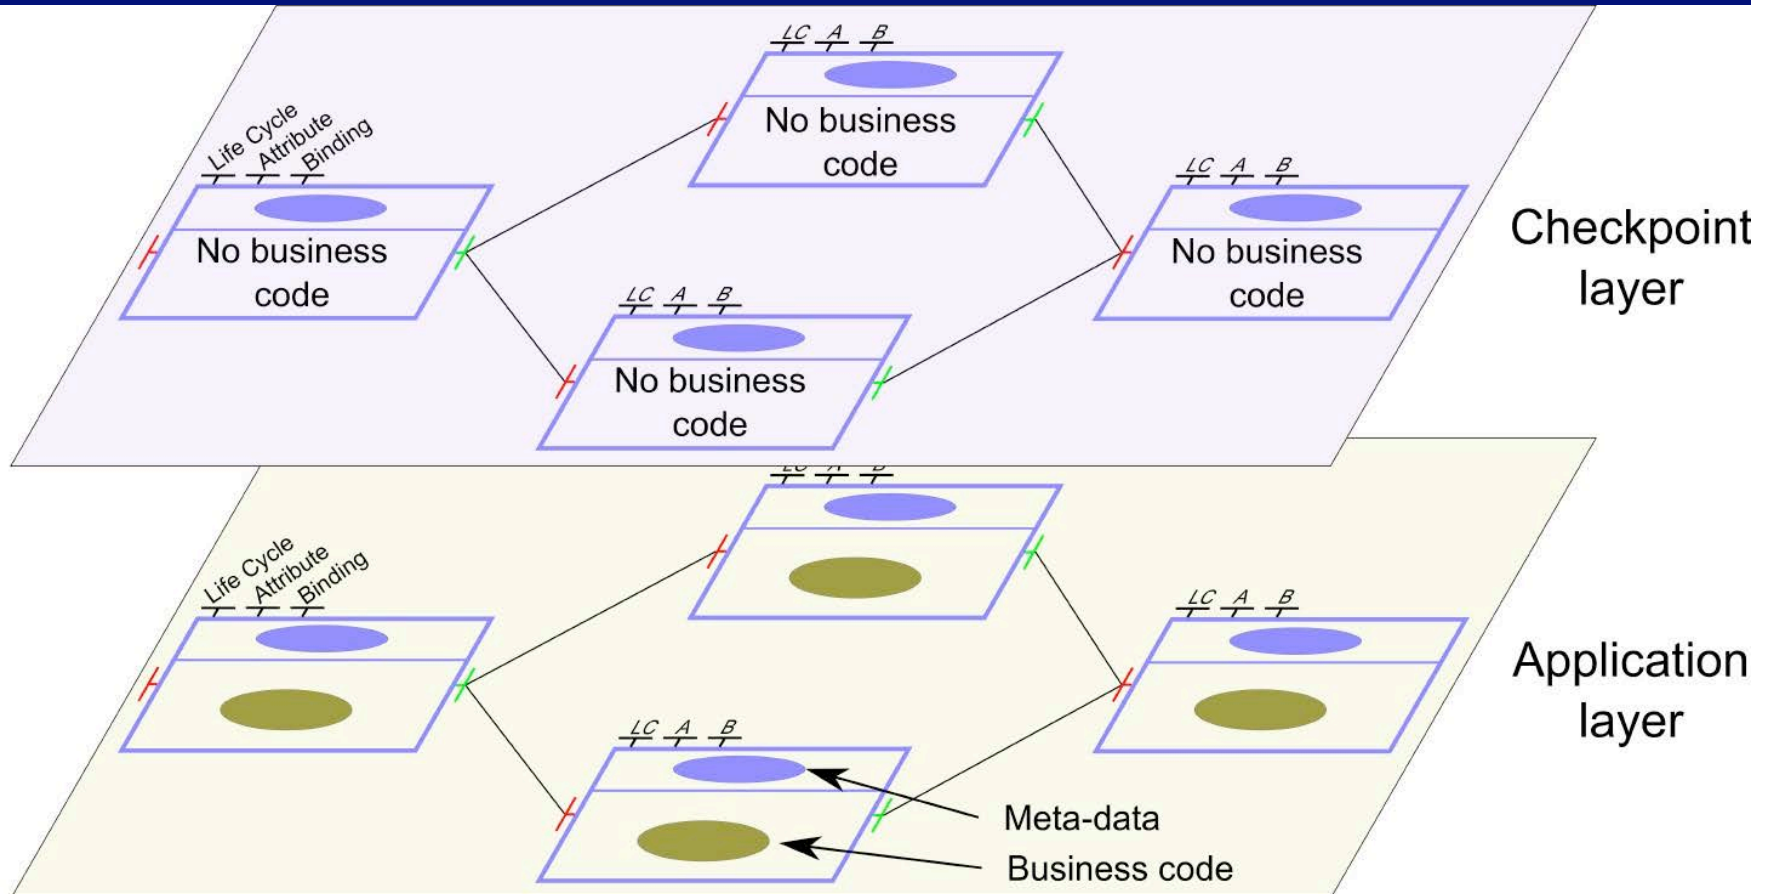 LC A B
No business
code
Life Cycle
Attribute
Binding
No business
code
LC A B
No business
code
Checkpoint
layer
LC A B
No business
code
LC A B
Life Cycle
Attribute
Binding
LC A B
Application
layer
LC A B
Meta-data
Business code